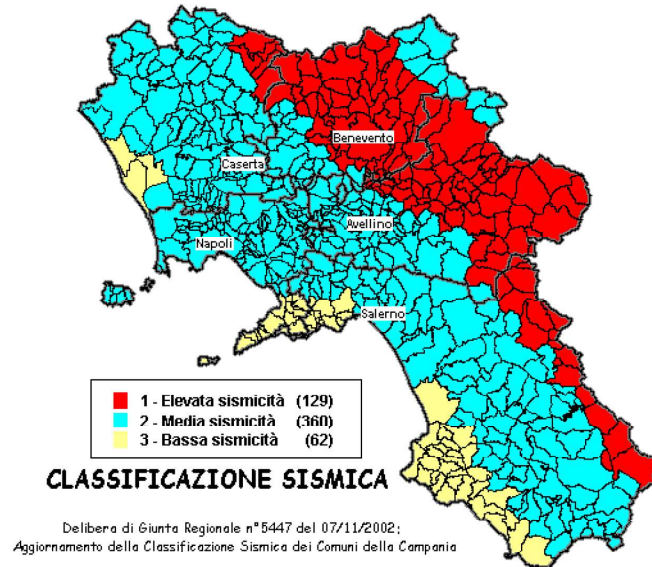 Benevento
Caserta
Avellino
Napoli
Salerno
1 - Elevata sismicità (129)
2 - Media sismicità (360)
3 - Bassa sismicità (62)
CLASSIFICAZIONE SISMICA
Delibera di Giunta Regionale n°5447 del 07/11/2002;
Aggiornamento della Classificazione Sismica dei Comuni della Campania